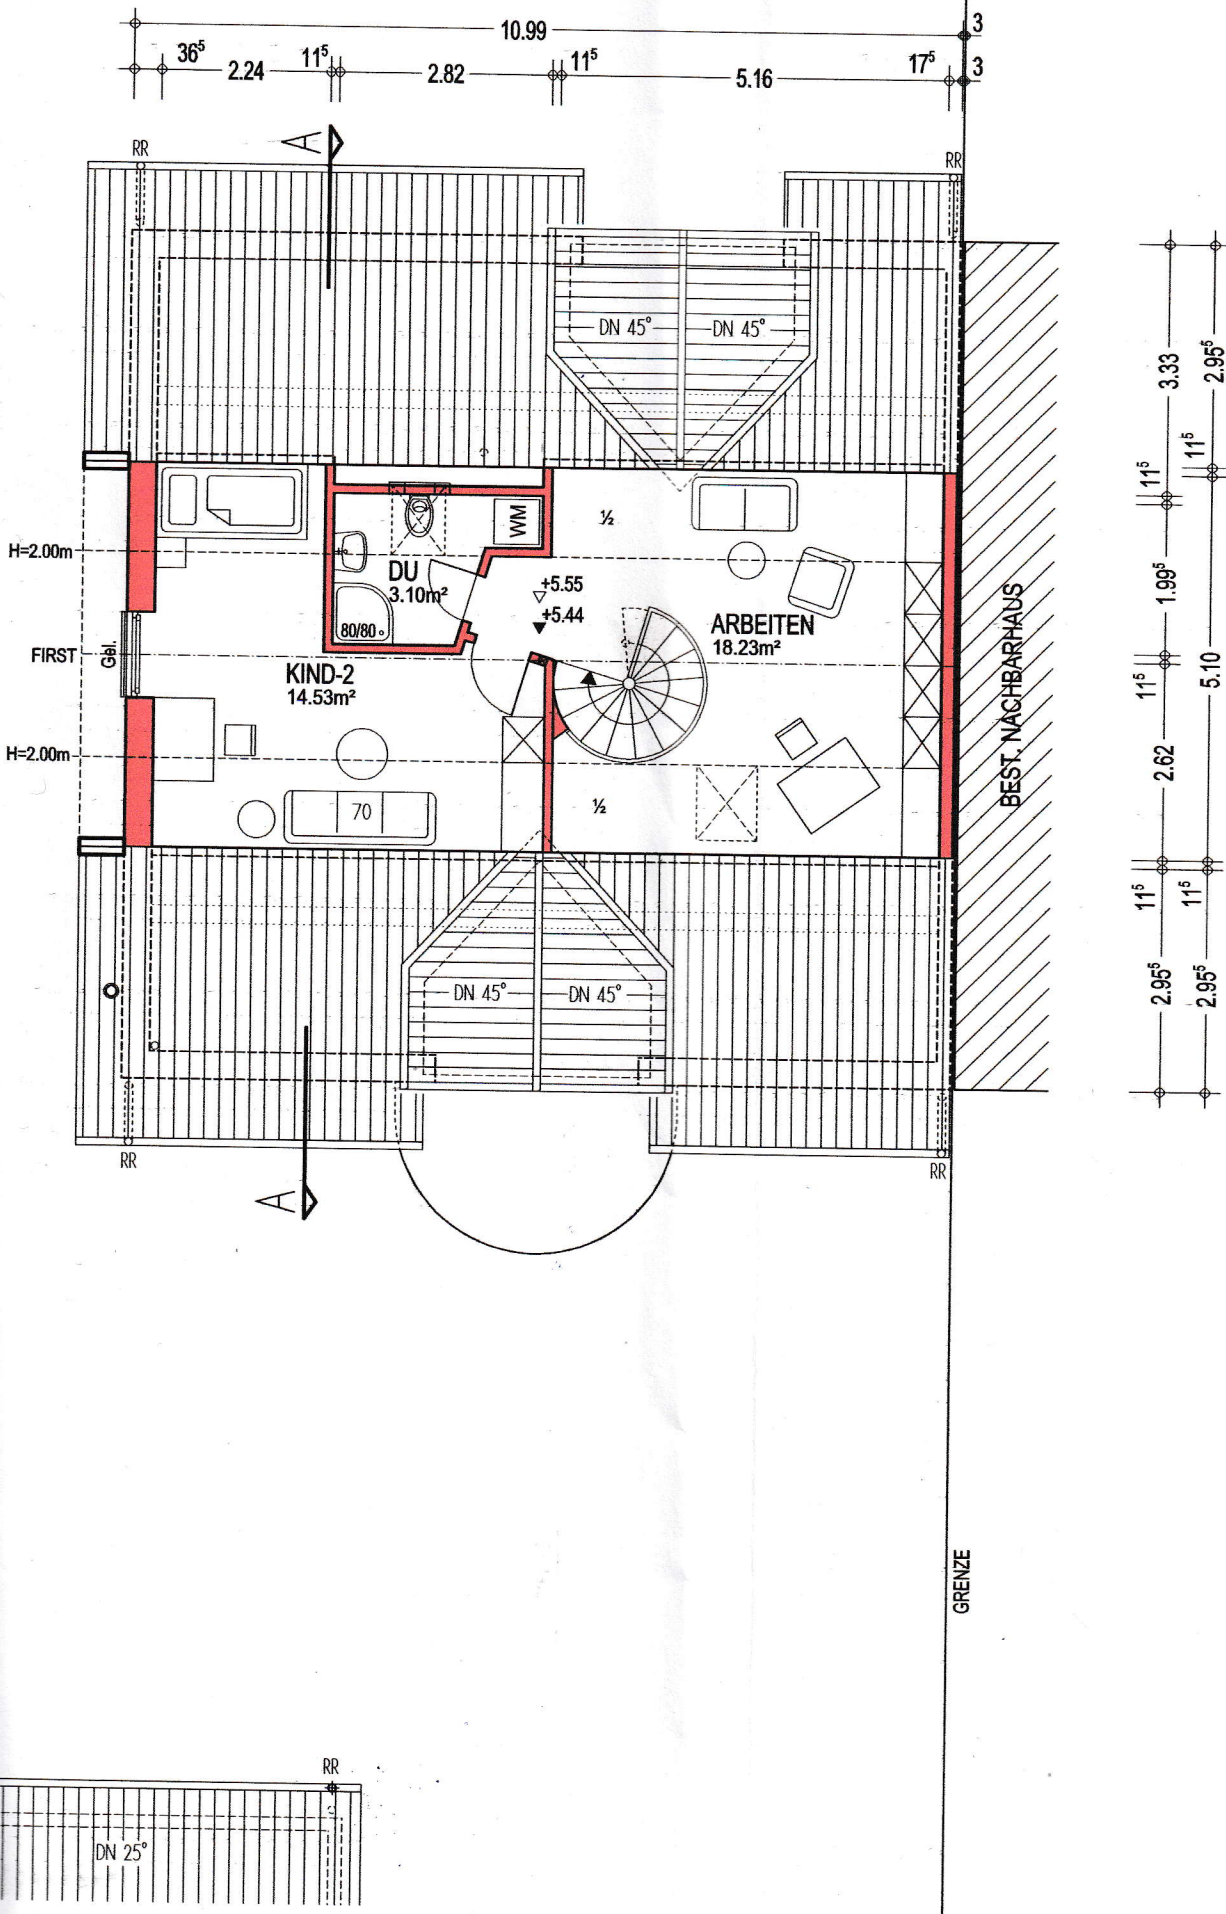 10.99
3
36⁵
2.24
11⁵
2.82
11⁵
5.16
17⁵
3
A
RR
RR
DN 45°
DN 45°
3.33
2.95⁵
11⁵
11⁵
1.99⁵
5.10
11⁵
2.62
11⁵
11⁵
2.95⁵
2.95⁵
H=2.00m
FIRST
H=2.00m
Gel.
WM
DU
3.10m²
80/80
½
+5.55
+5.44
ARBEITEN
18.23m²
KIND-2
14.53m²
70
½
BEST. NACHBARHAUS
DN 45°
DN 45°
RR
RR
A
GRENZE
RR
DN 25°